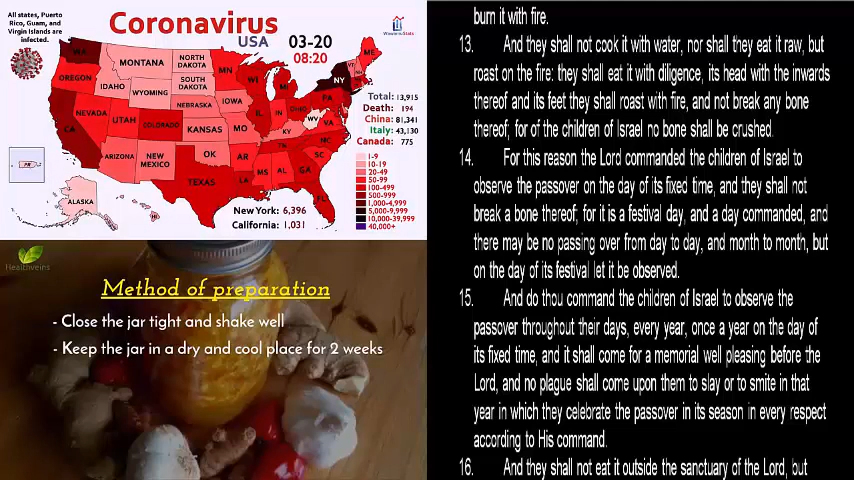 All states, Puerto
Rico, Guam, and
Virgin Islands are
infected.
Coronavirus
USA
03-20
08:20
WA
OREGON
CA
NEVADA
IDAHO
MONTANA
WYOMING
UTAH
ARIZONA
COLORADO
NEW
MEXICO
NORTH
DAKOTA
SOUTH
DAKOTA
NEBRASKA
KANSAS
OK
TEXAS
MN
IOWA
MO
AR
LA
WI
IL
IN
MI
OHIO
KY
TN
MS
AL
GA
FL
SC
NC
VA
WV
PA
NY
VT
ME
ALASKA
HI
PR
Total: 13,915
Death: 194
China: 81,341
Italy: 43,130
Canada: 775
1-9
10-19
20-49
50-99
100-499
500-999
1,000-4,999
5,000-9,999
10,000-39,999
40,000+
New York: 6,396
California: 1,031
Healthveins
Method of preparation
- Close the jar tight and shake well
- Keep the jar in a dry and cool place for 2 weeks
burn it with fire.
13. And they shall not cook it with water, nor shall they eat it raw, but
roast on the fire: they shall eat it with diligence, its head with the inwards
thereof and its feet they shall roast with fire, and not break any bone
thereof; for of the children of Israel no bone shall be crushed.
14. For this reason the Lord commanded the children of Israel to
observe the passover on the day of its fixed time, and they shall not
break a bone thereof; for it is a festival day, and a day commanded, and
there may be no passing over from day to day, and month to month, but
on the day of its festival let it be observed.
15. And do thou command the children of Israel to observe the
passover throughout their days, every year, once a year on the day of
its fixed time, and it shall come for a memorial well pleasing before the
Lord, and no plague shall come upon them to slay or to smite in that
year in which they celebrate the passover in its season in every respect
according to His command.
16. And they shall not eat it outside the sanctuary of the Lord, but